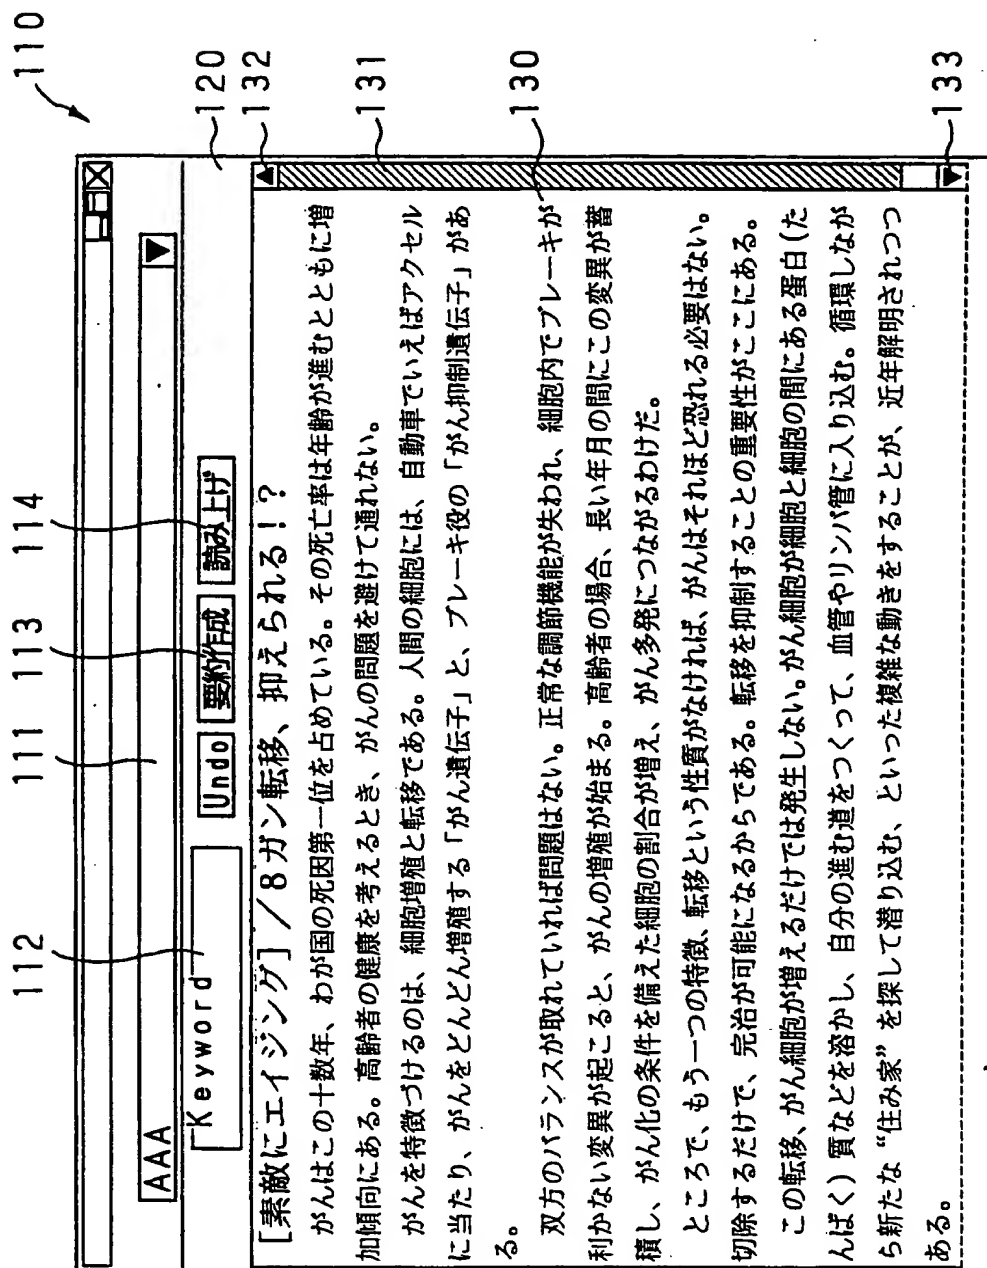 110
112
111
113
114
AAA
Keyword
Undo
要約作成
読み上げ
120
132
131
130
133
[素敵にエイジング]／8ガン転移、抑えられる！？
がんはこの十数年、わが国の死因第一位を占めている。その死亡率は年齢が進むとともに増
加傾向にある。高齢者の健康を考えるとき、がんの問題を避けて通れない。
がんを特徴づけるのは、細胞増殖と転移である。人間の細胞には、自動車でいえばアクセル
に当たり、がんをどんどん増殖する「がん遺伝子」と、ブレーキ役の「がん抑制遺伝子」があ
る。
双方のバランスが取れていれば問題はない。正常な調節機能が失われ、細胞内でブレーキが
利かない変異が起こると、がんの増殖が始まる。高齢者の場合、長い年月の間にこの変異が蓄
積し、がん化の条件を備えた細胞の割合が増え、がん多発につながるわけだ。
ところで、もう一つの特徴、転移という性質がなければ、がんはそれほど恐れる必要はない。
切除するだけで、完治が可能になるからである。転移を抑制することの重要性がここにある。
この転移、がん細胞が増えるだけでは発生しない。がん細胞が細胞と細胞の間にある蛋白(た
んぱく)質などを溶かし、自分の進む道をつくって、血管やリンパ管に入り込む。循環しなが
ら新たな“住み家”を探して潜り込む、といった複雑な動きをすることが、近年解明されつつ
ある。